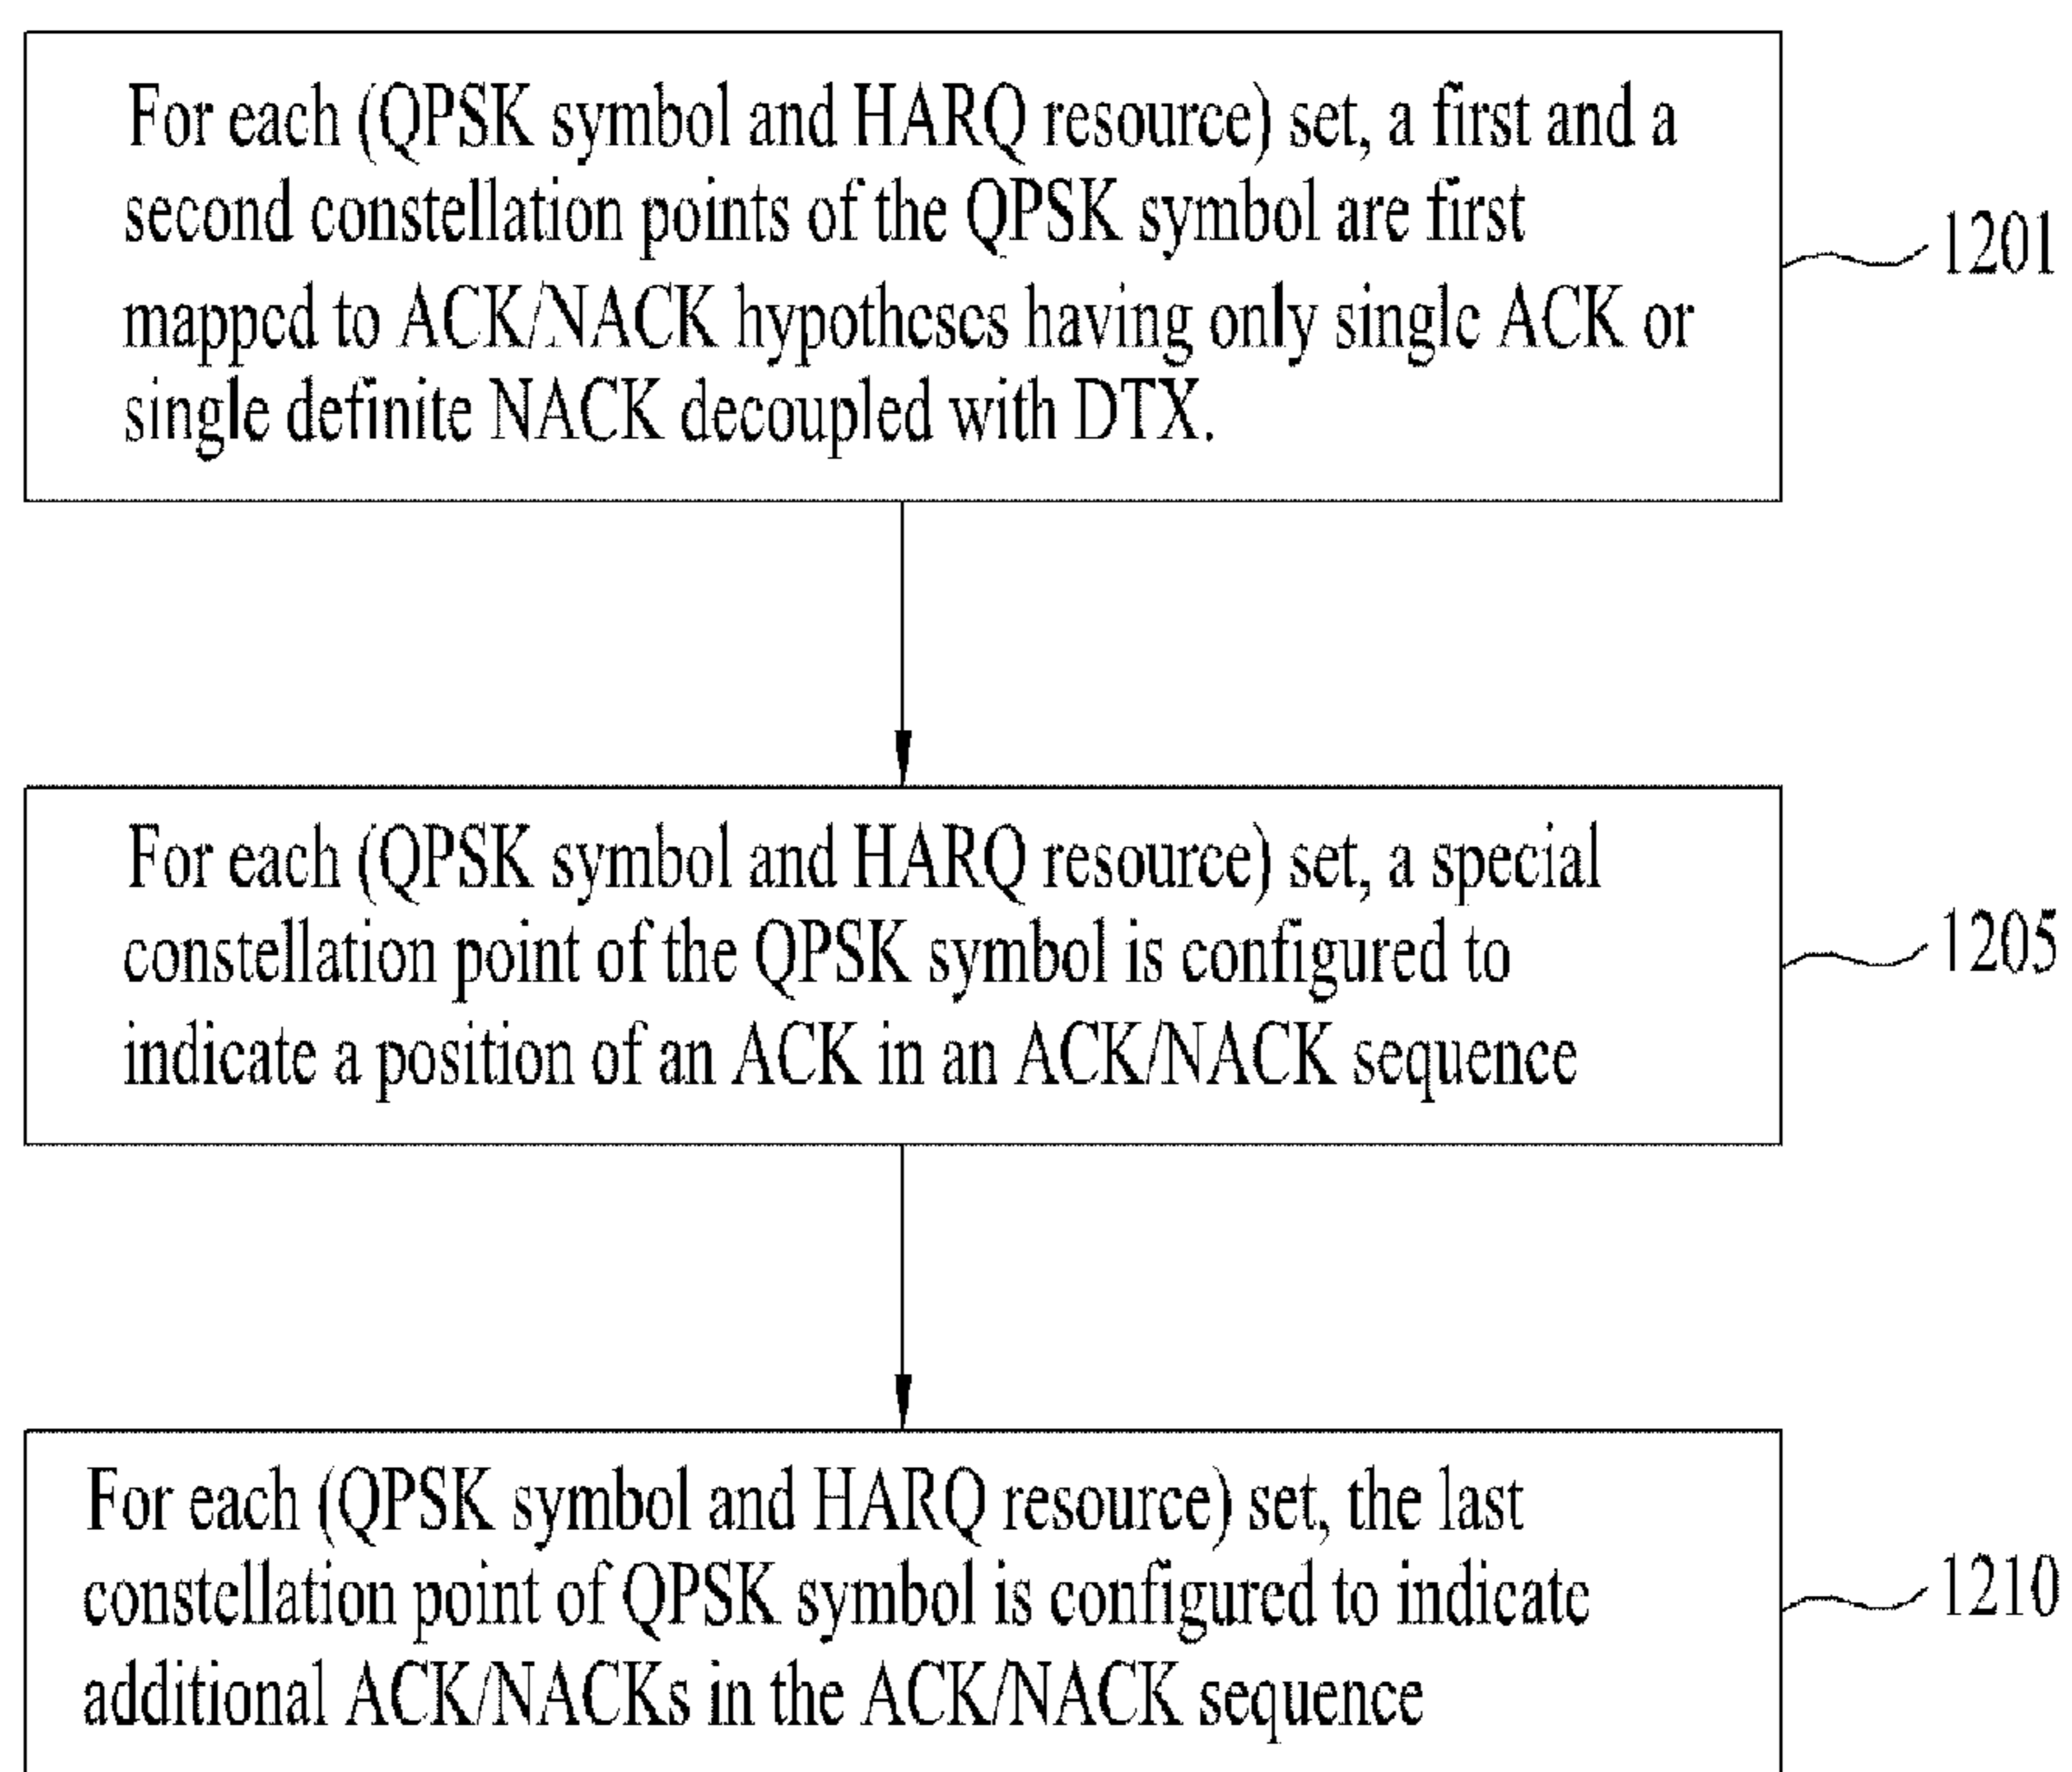 For each (QPSK symbol and HARQ resource) set, a first and a
second constellation points of the QPSK symbol are first
mapped to ACK/NACK hypotheses having only single ACK or
single definite NACK decoupled with DTX.
1201
For each (QPSK symbol and HARQ resource) set, a special
constellation point of the QPSK symbol is configured to
indicate a position of an ACK in an ACK/NACK sequence
1205
For each (QPSK symbol and HARQ resource) set, the last
constellation point of QPSK symbol is configured to indicate
additional ACK/NACKs in the ACK/NACK sequence
1210